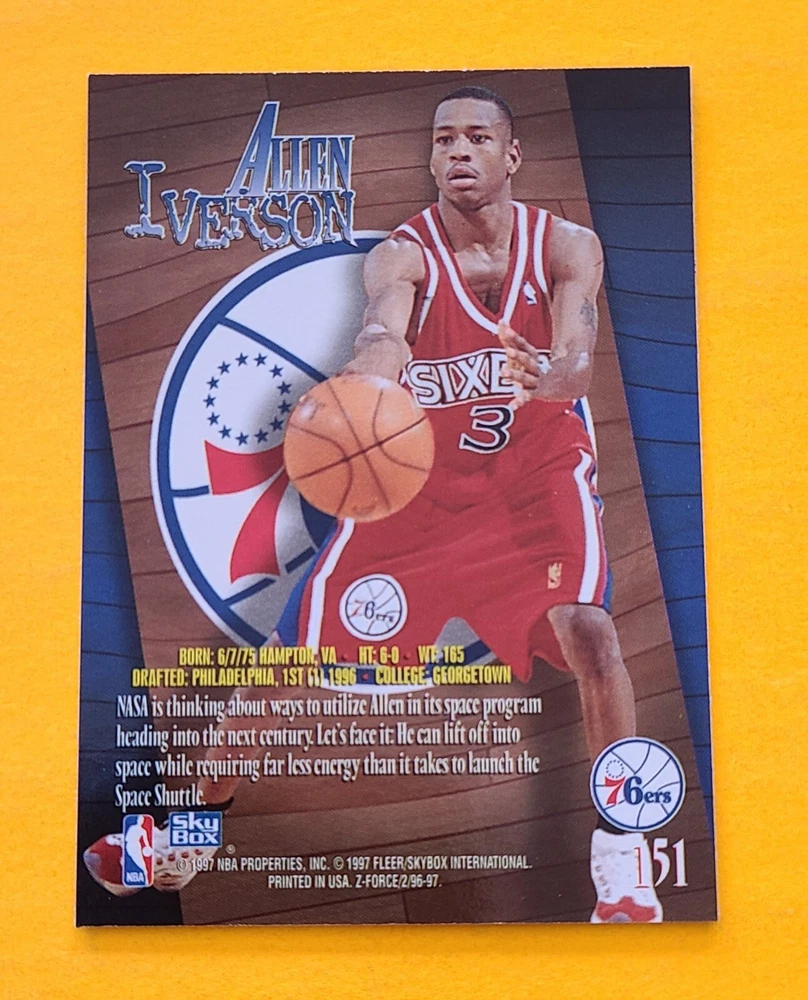 ALLEN
IVERSON
SIXE
3
76ers
BORN: 6/7/75 HAMPTON, VA • HT: 6-0 • WT: 165
DRAFTED: PHILADELPHIA, 1ST (1) 1996 • COLLEGE: GEORGETOWN
NASA is thinking about ways to utilize Allen in its space program
heading into the next century. Let's face it: He can lift off into
space while requiring far less energy than it takes to launch the
Space Shuttle.
76ers
NBA
SKY
BOX
®
151
© 1997 NBA PROPERTIES, INC. © 1997 FLEER/SKYBOX INTERNATIONAL.
PRINTED IN USA. Z-FORCE/2/96-97.